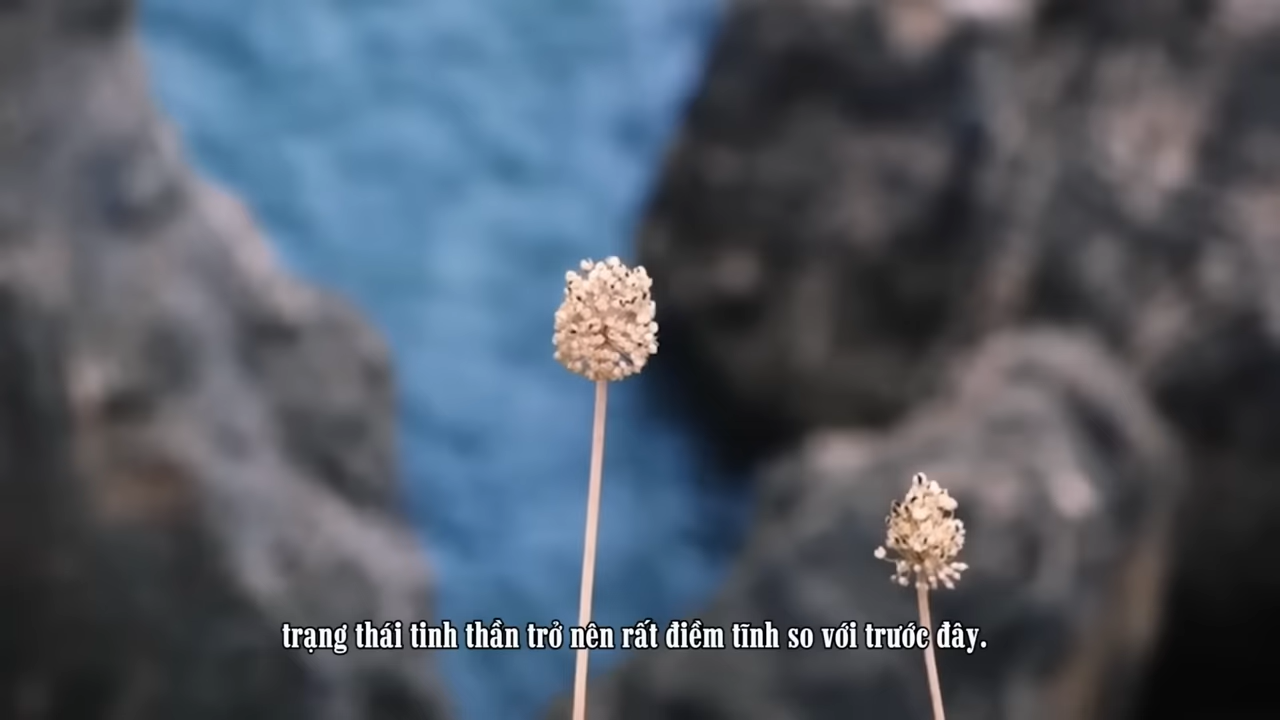 trạng thái tinh thần trở nên rất điềm tĩnh so với trước đây.